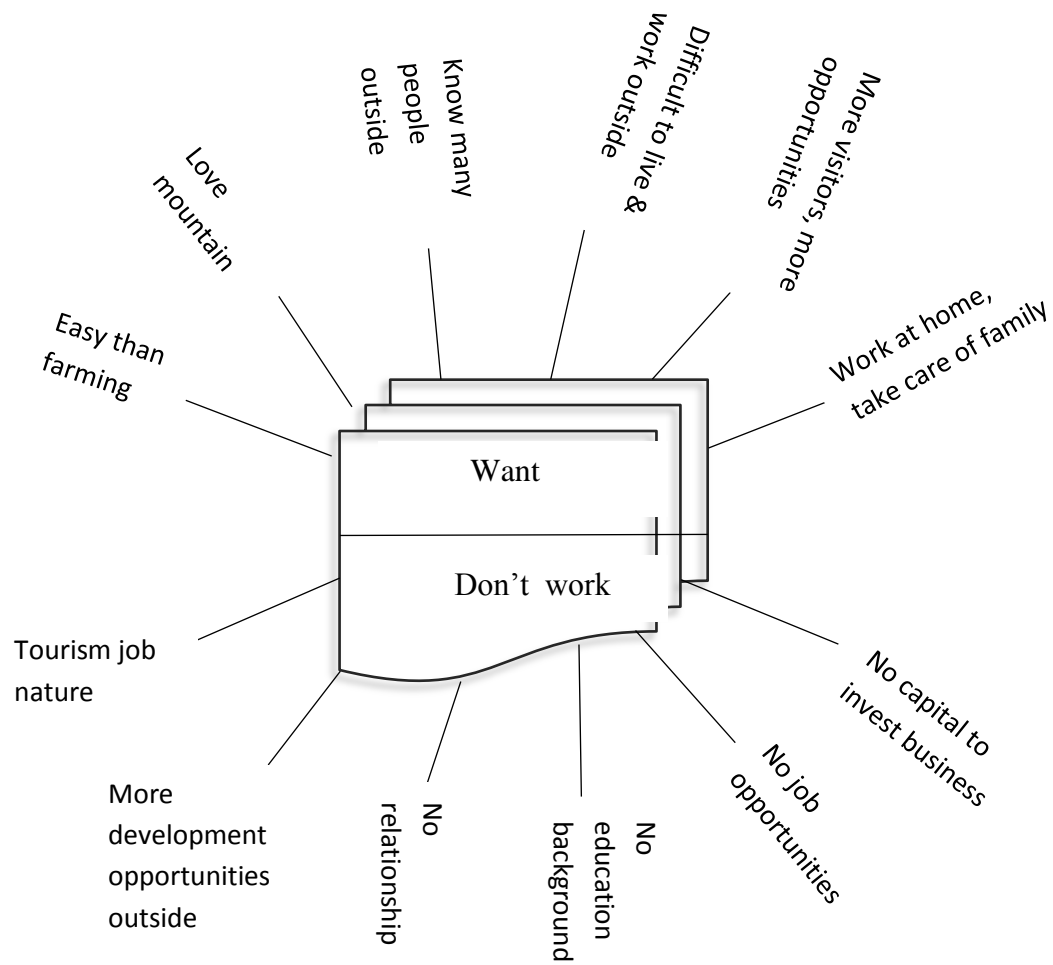 Know many
people
outside
Difficult to live &
work outside
More visitors, more
opportunities
Love
mountain
Easy than
farming
Work at home,
take care of family
Want
Don’t work
Tourism job
nature
No capital to
invest business
More
development
opportunities
outside
No
relationship
No
education
background
No job
opportunities